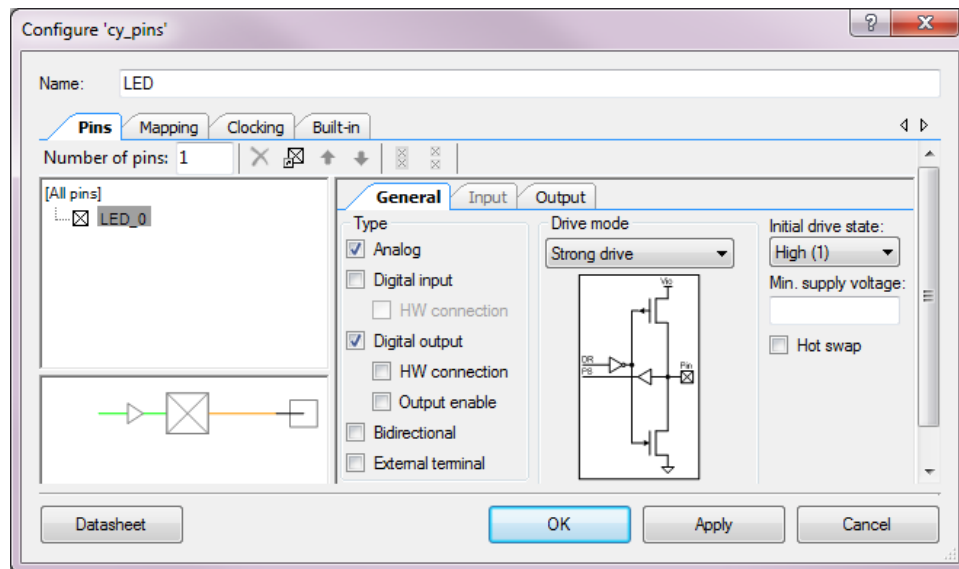 Configure 'cy_pins'
Name: LED
Pins Mapping Clocking Built-in
Number of pins: 1
[All pins]
LED_0
General Input Output
Type
Analog
Digital input
HW connection
Digital output
HW connection
Output enable
Bidirectional
External terminal
Drive mode
Strong drive
Vio
DR
PS
Pin
Initial drive state:
High (1)
Min. supply voltage:
Hot swap
Datasheet OK Apply Cancel